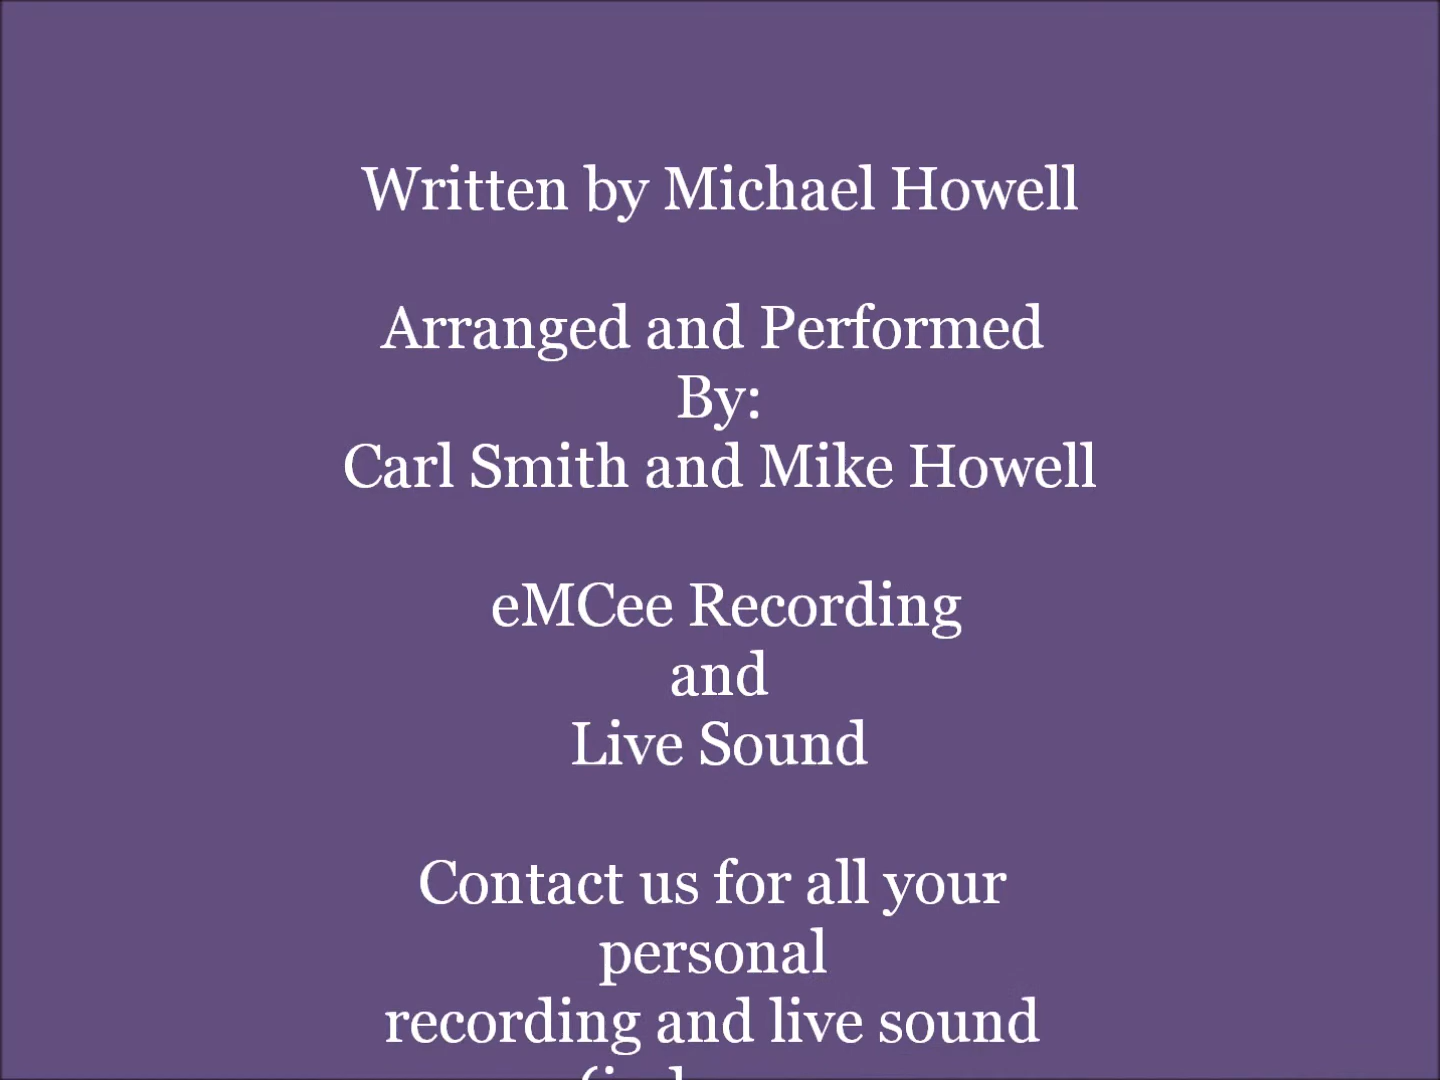 Written by Michael Howell
Arranged and Performed
By:
Carl Smith and Mike Howell
eMCee Recording
and
Live Sound
Contact us for all your
personal
recording and live sound